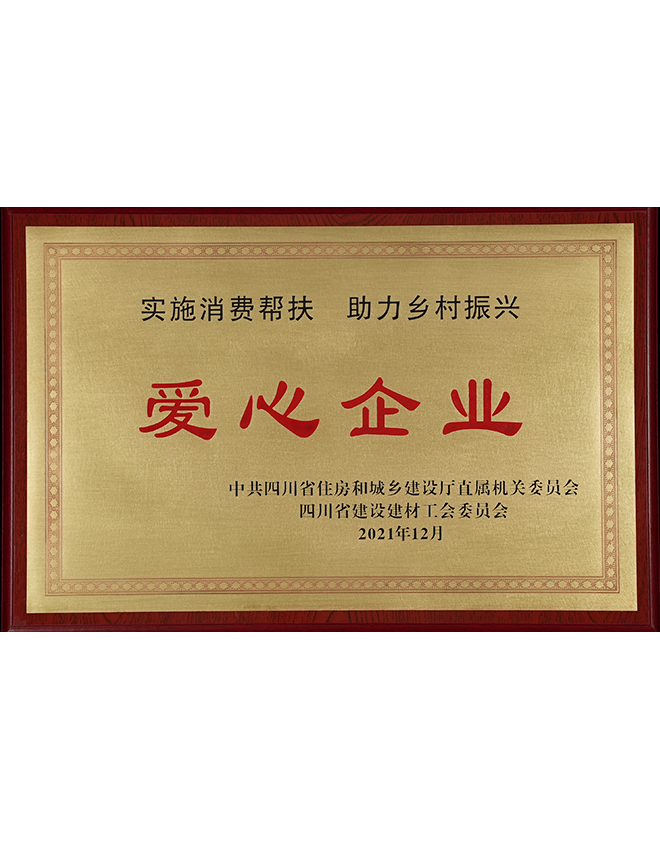 实施消费帮扶　助力乡村振兴
爱心企业
中共四川省住房和城乡建设厅直属机关委员会
四川省建设建材工会委员会
2021年12月